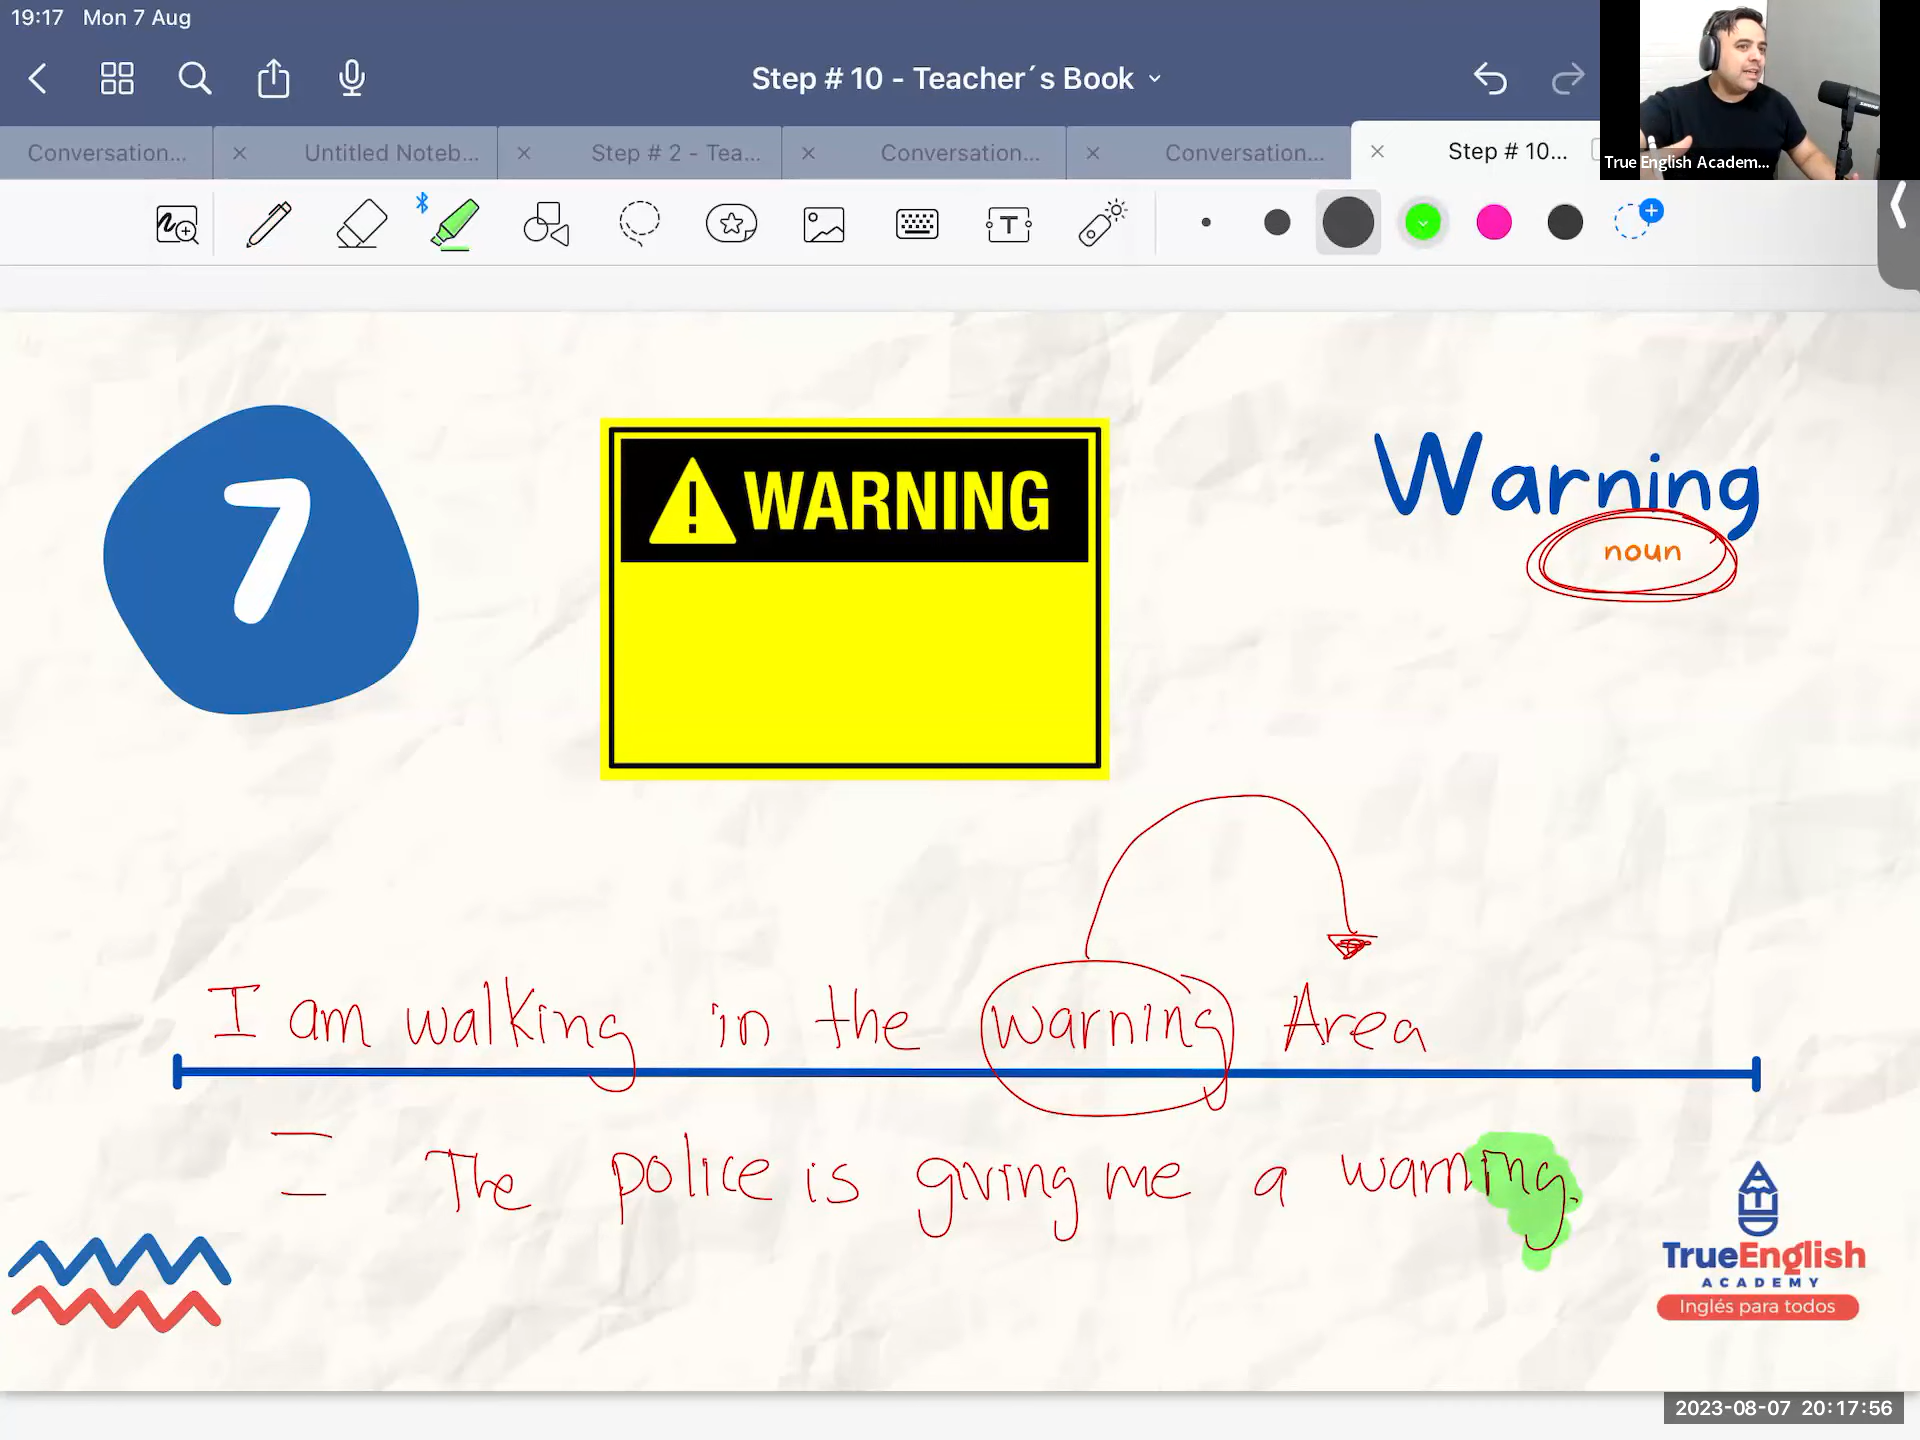 19:17 Mon 7 Aug
Step # 10 - Teacher´s Book
Conversation...
Untitled Noteb...
Step # 2 - Tea...
Conversation...
Conversation...
Step # 10...
True English Academ...
T
7
WARNING
Warning
noun
I am walking in the warning Area
= The police is giving me a warning.
TrueEnglish
ACADEMY
Inglés para todos
2023-08-07 20:17:56